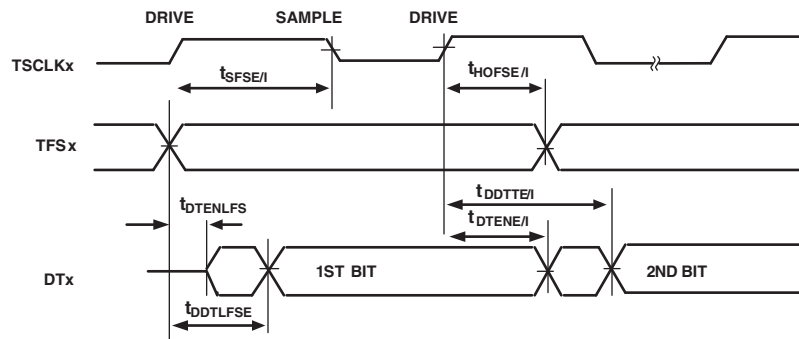 DRIVE SAMPLE DRIVE
TSCLKx
tSFSE/I
tHOFSE/I
TFSx
tDDTTE/I
tDTENLFS
tDTENE/I
DTx
1ST BIT
2ND BIT
tDDTLFSE